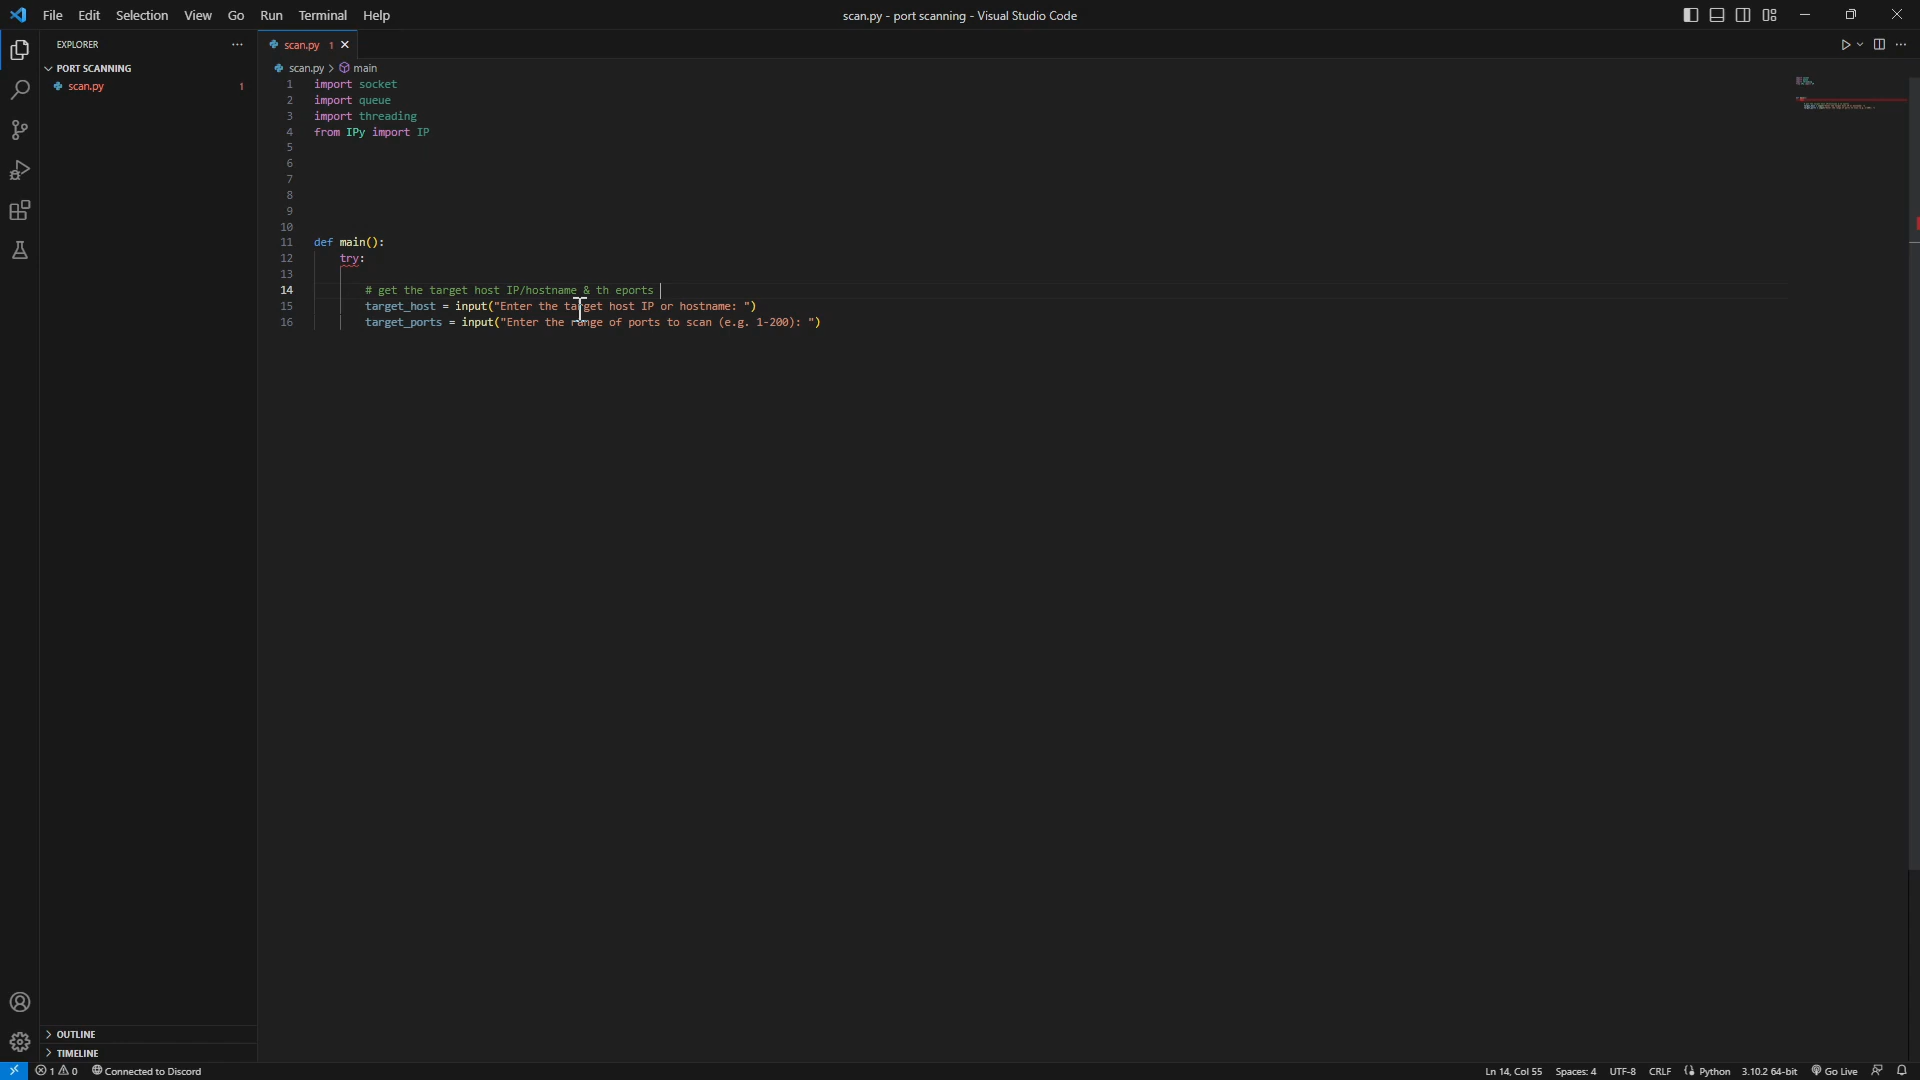 File Edit Selection View Go Run Terminal Help
scan.py - port scanning - Visual Studio Code
EXPLORER
PORT SCANNING
scan.py 1
scan.py 1
scan.py > main
1 import socket
2 import queue
3 import threading
4 from IPy import IP
5
6
7
8
9
10
11 def main():
12 try:
13
14 # get the target host IP/hostname & th eports
15 target_host = input("Enter the target host IP or hostname: ")
16 target_ports = input("Enter the range of ports to scan (e.g. 1-200): ")
OUTLINE
TIMELINE
1 0 Connected to Discord
Ln 14, Col 55 Spaces: 4 UTF-8 CRLF Python 3.10.2 64-bit Go Live